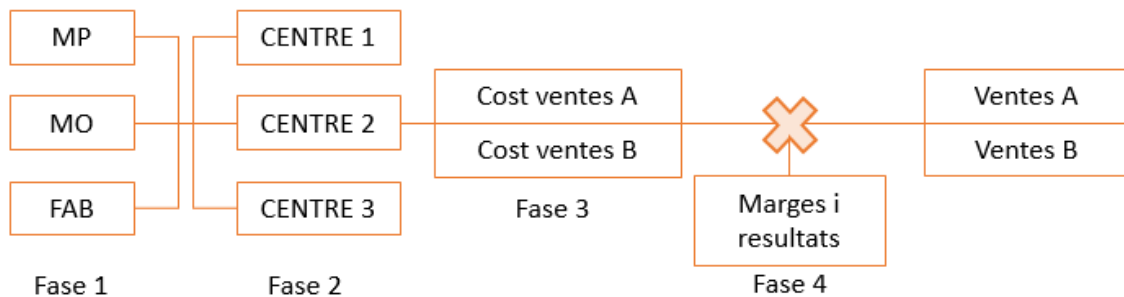 MP
MO
FAB
Fase 1
CENTRE 1
CENTRE 2
CENTRE 3
Fase 2
Cost ventes A
Cost ventes B
Fase 3
Marges i
resultats
Fase 4
Ventes A
Ventes B